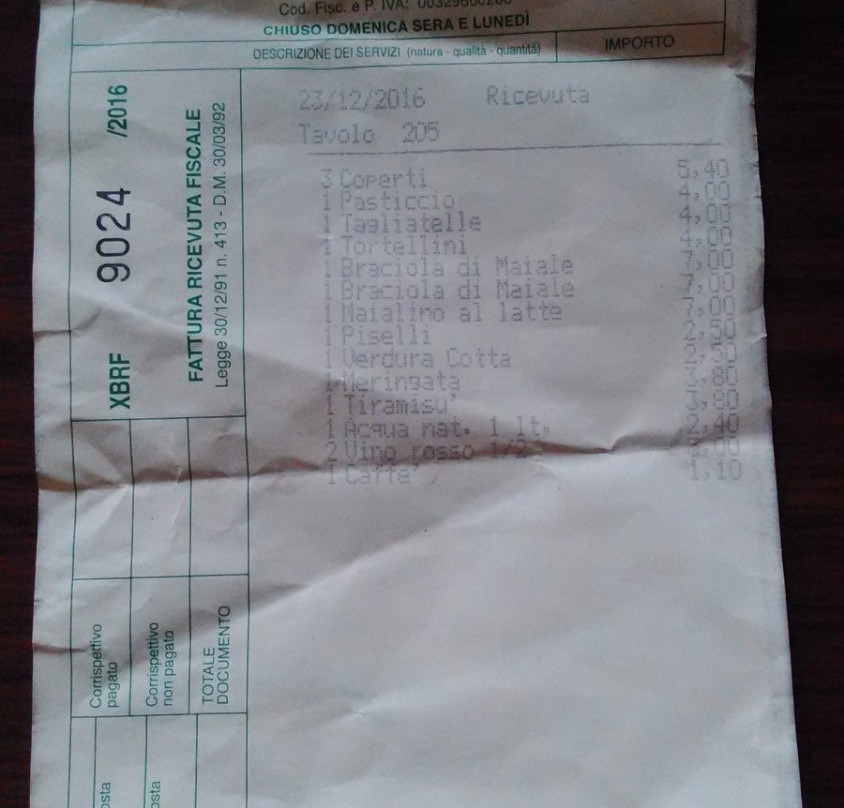 Cod. Fisc. e P. IVA:
CHIUSO DOMENICA SERA E LUNEDÌ
DESCRIZIONE DEI SERVIZI (natura - qualità - quantità) IMPORTO
XBRF 9024 /2016
FATTURA RICEVUTA FISCALE
Legge 30/12/91 n. 413 - D.M. 30/03/92
23/12/2016 Ricevuta
Tavolo 205
3 Coperti 5,40
1 Pasticcio 4,00
1 Tagliatelle 4,00
1 Tortellini 4,00
1 Braciola di Maiale 7,00
1 Braciola di Maiale 7,00
1 Maialino al latte 7,00
1 Piselli 2,50
1 Verdura Cotta 2,50
1 Meringata 3,80
1 Tiramisu' 3,80
1 Acqua nat. 1 lt. 2,40
2 Vino rosso 1/2
1 Caffe' 1,10
Corrispettivo
pagato
Corrispettivo
non pagato
TOTALE
DOCUMENTO